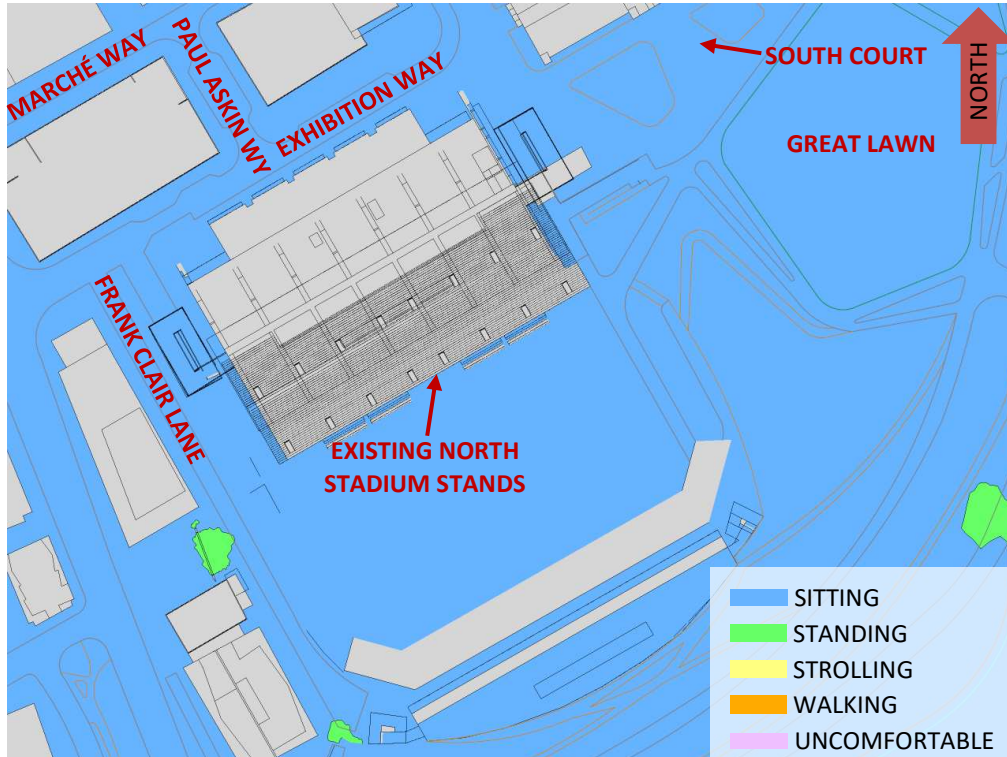 MARCHÉ WAY
PAUL ASKIN WY
EXHIBITION WAY
SOUTH COURT
NORTH
GREAT LAWN
FRANK CLAIR LANE
EXISTING NORTH
STADIUM STANDS
SITTING
STANDING
STROLLING
WALKING
UNCOMFORTABLE